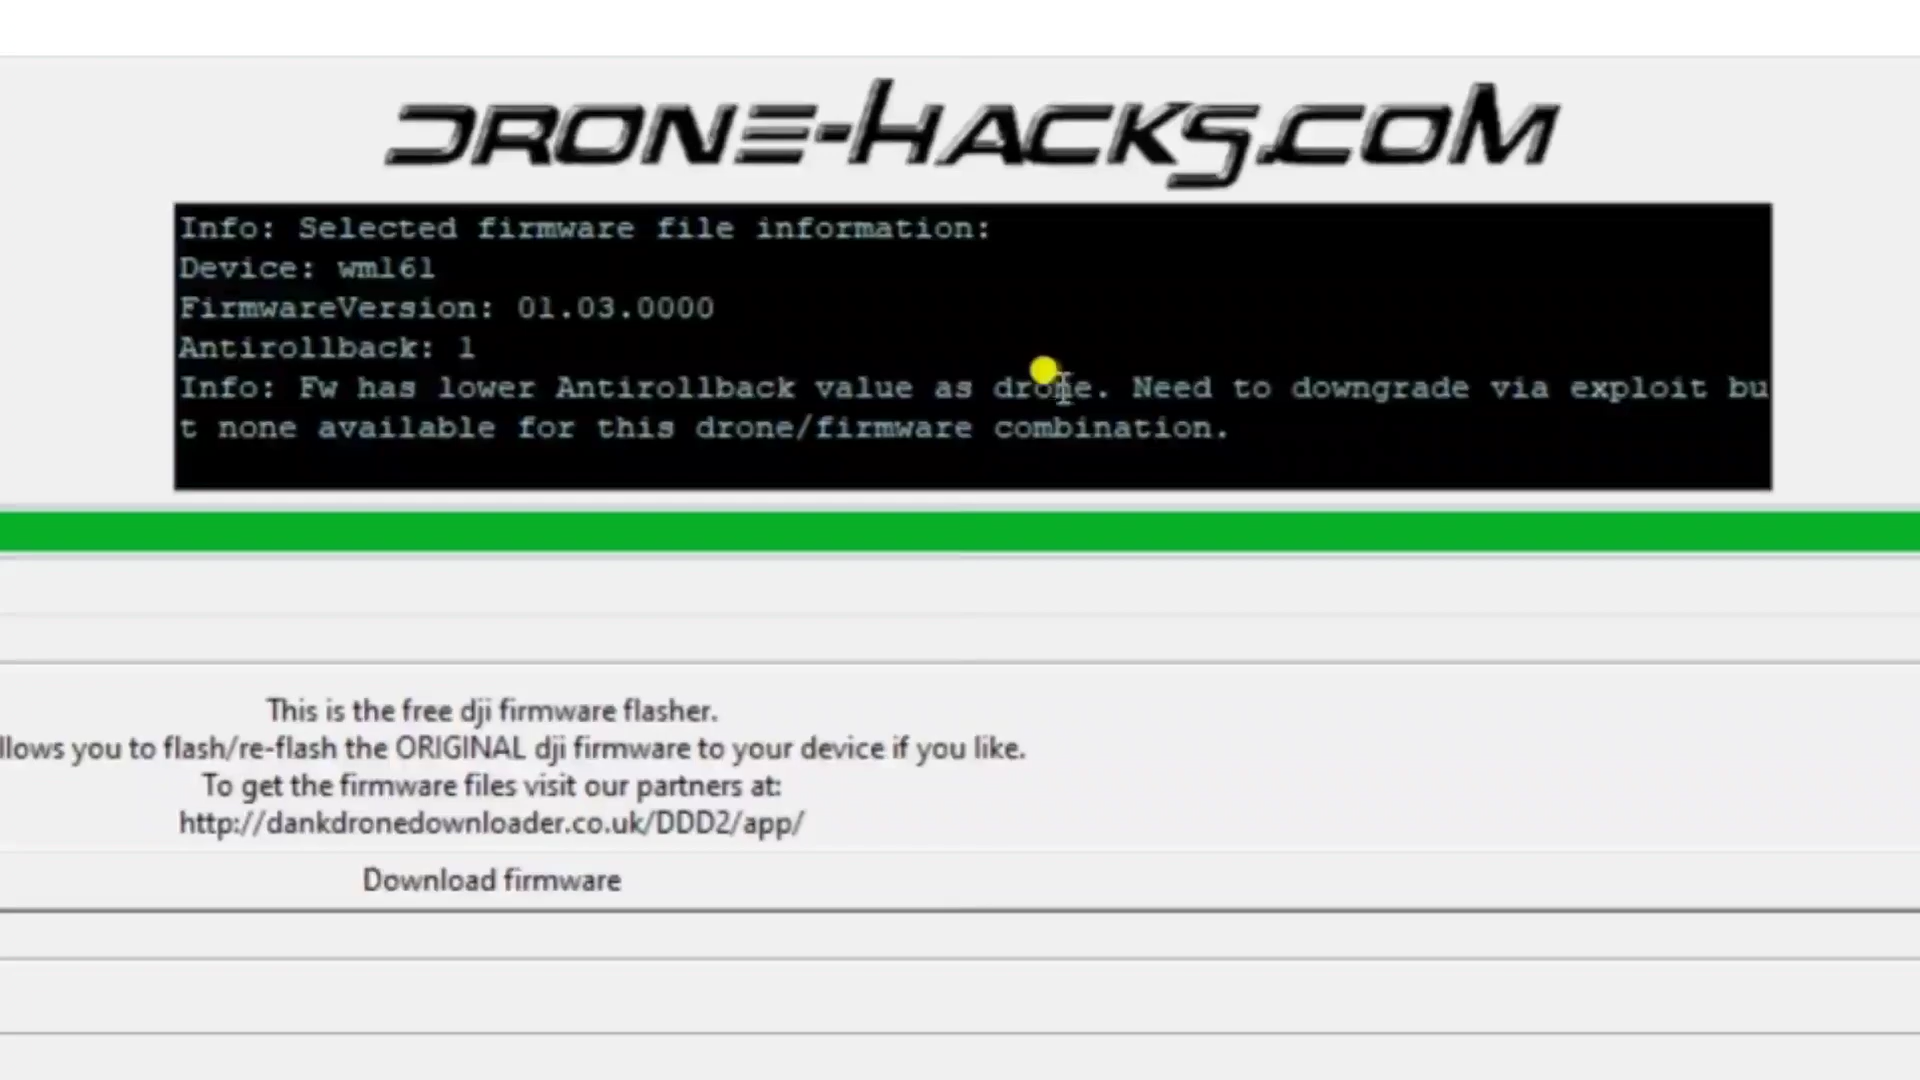 DRONE-HACKS.COM
Info: Selected firmware file information:
Device: wm161
FirmwareVersion: 01.03.0000
Antirollback: 1
Info: Fw has lower Antirollback value as drone. Need to downgrade via exploit bu
t none available for this drone/firmware combination.
This is the free dji firmware flasher.
llows you to flash/re-flash the ORIGINAL dji firmware to your device if you like.
To get the firmware files visit our partners at:
http://dankdronedownloader.co.uk/DDD2/app/
Download firmware